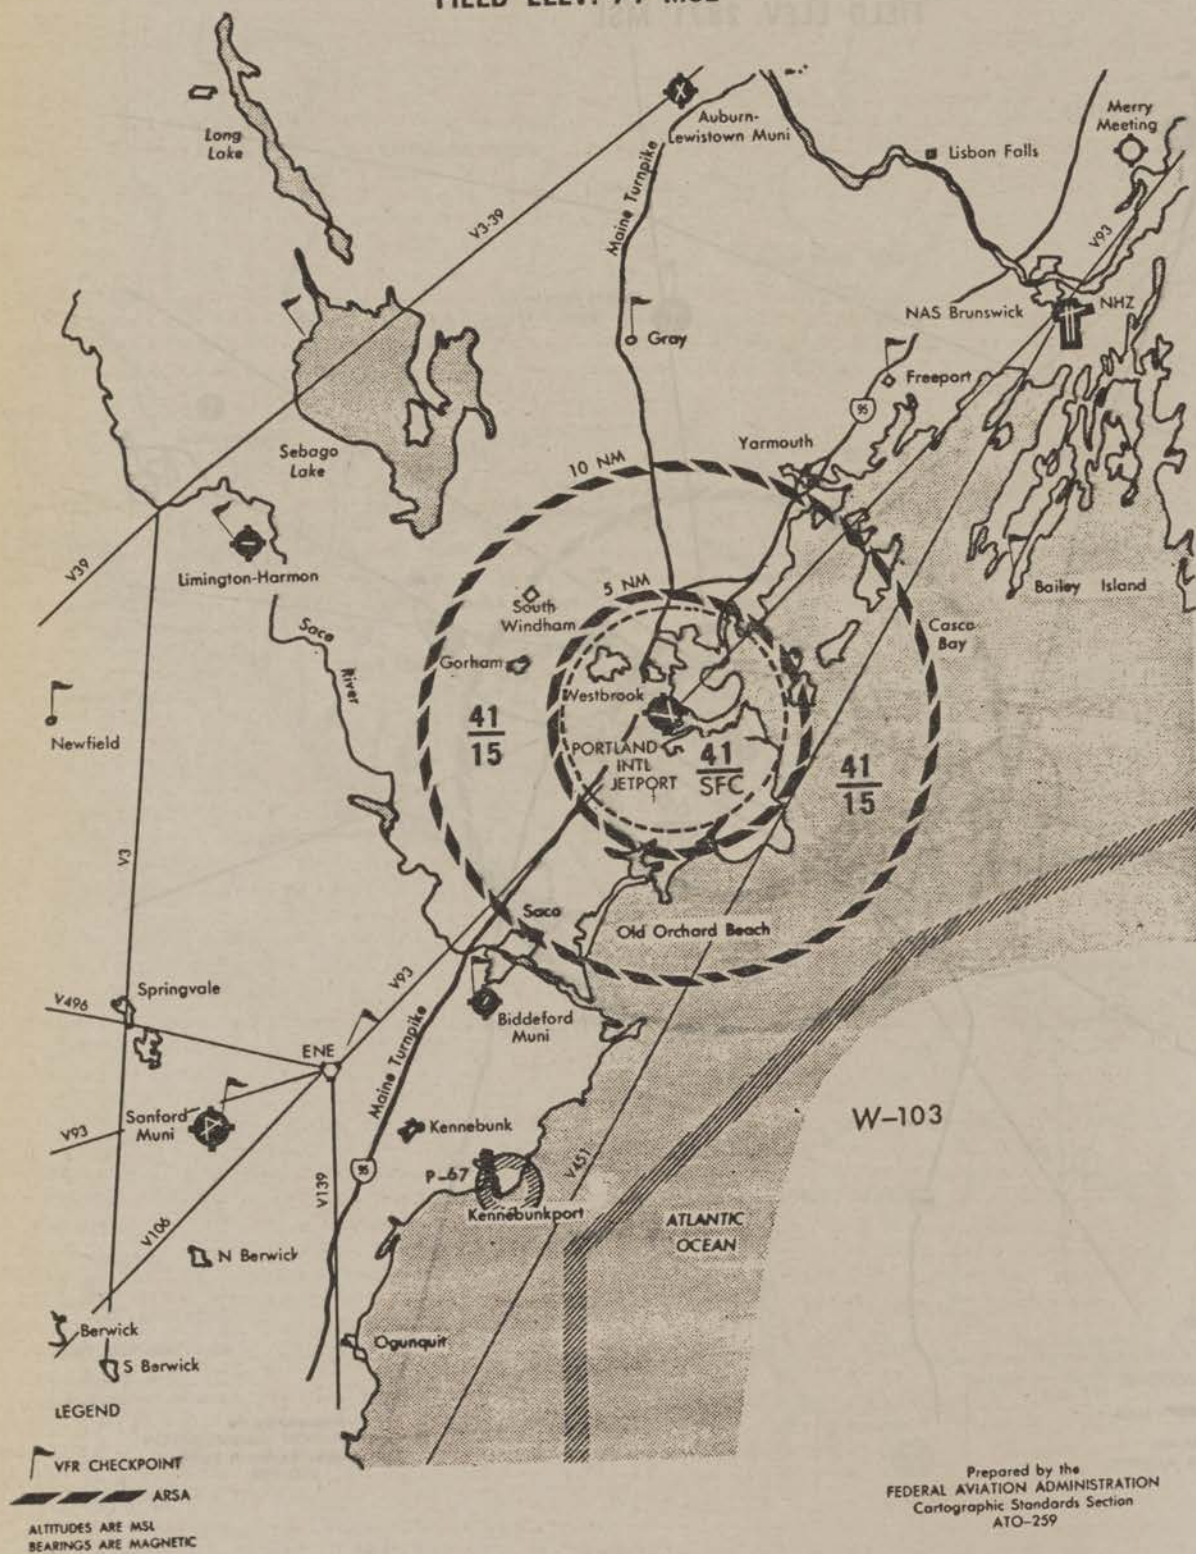 FIELD ELEV.
MSL
Long
Lake
Auburn-
Lewistown Muni
Merry
Meeting
Lisbon Falls
Maine Turnpike
V3-39
V93
NAS Brunswick
NHZ
Gray
Freeport
95
Yarmouth
Sebago
Lake
10 NM
Limington-Harmon
V39
5 NM
South
Windham
Bailey Island
Casco
Bay
Saco
River
Gorham
Westbrook
Newfield
41
15
PORTLAND
INTL
JETPORT
41
SFC
41
15
V3
Saco
Old Orchard Beach
Springvale
V496
V93
Biddeford
Muni
ENE
Maine Turnpike
Sanford
Muni
V93
Kennebunk
W-103
P-67
95
V139
V451
Kennebunkport
V106
ATLANTIC
OCEAN
N Berwick
Berwick
Ogunquit
S Berwick
LEGEND
VFR CHECKPOINT
ARSA
ALTITUDES ARE MSL
BEARINGS ARE MAGNETIC
Prepared by the
FEDERAL AVIATION ADMINISTRATION
Cartographic Standards Section
ATO-259